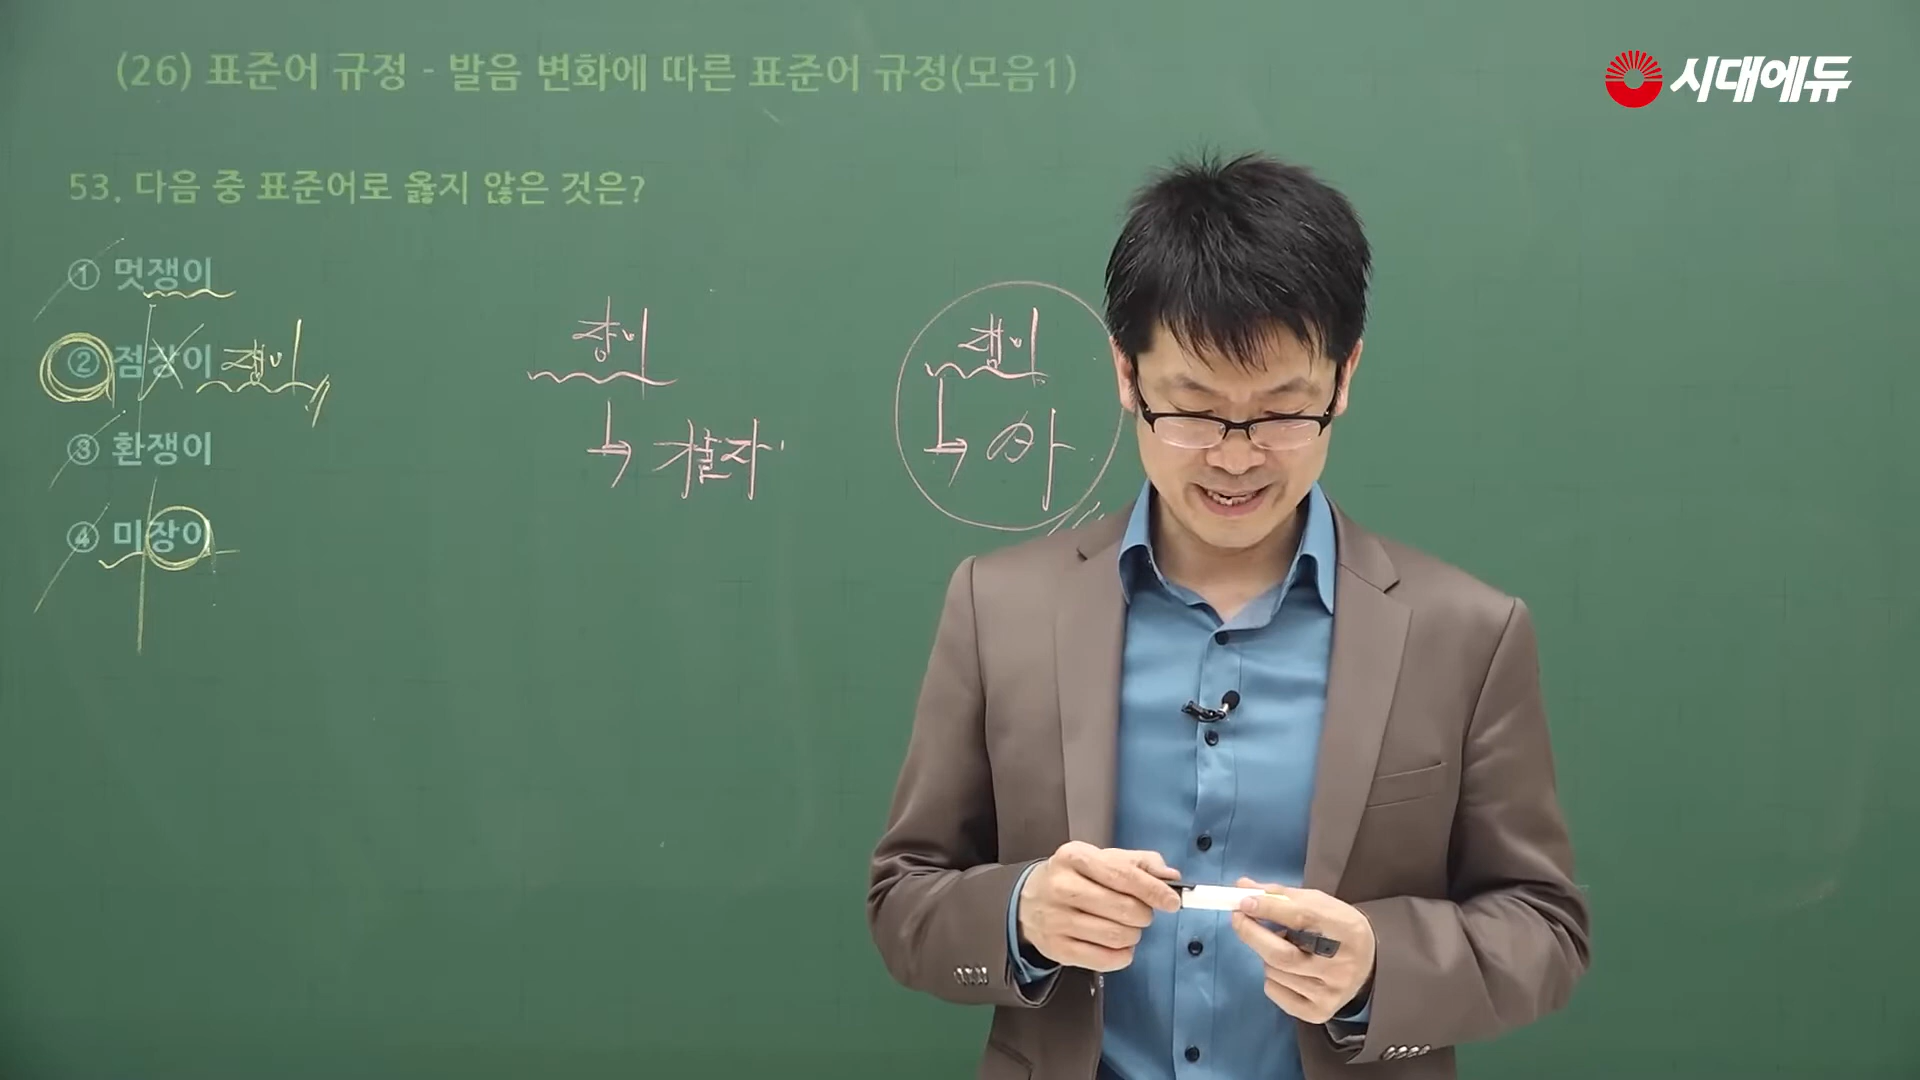 (26) 표준어 규정 - 발음 변화에 따른 표준어 규정(모음1)
시대에듀
53. 다음 중 표준어로 옳지 않은 것은?
① 멋쟁이
② 점장이 쟁이
③ 환쟁이
④ 미장이
장이
→ 기술자
쟁이
→